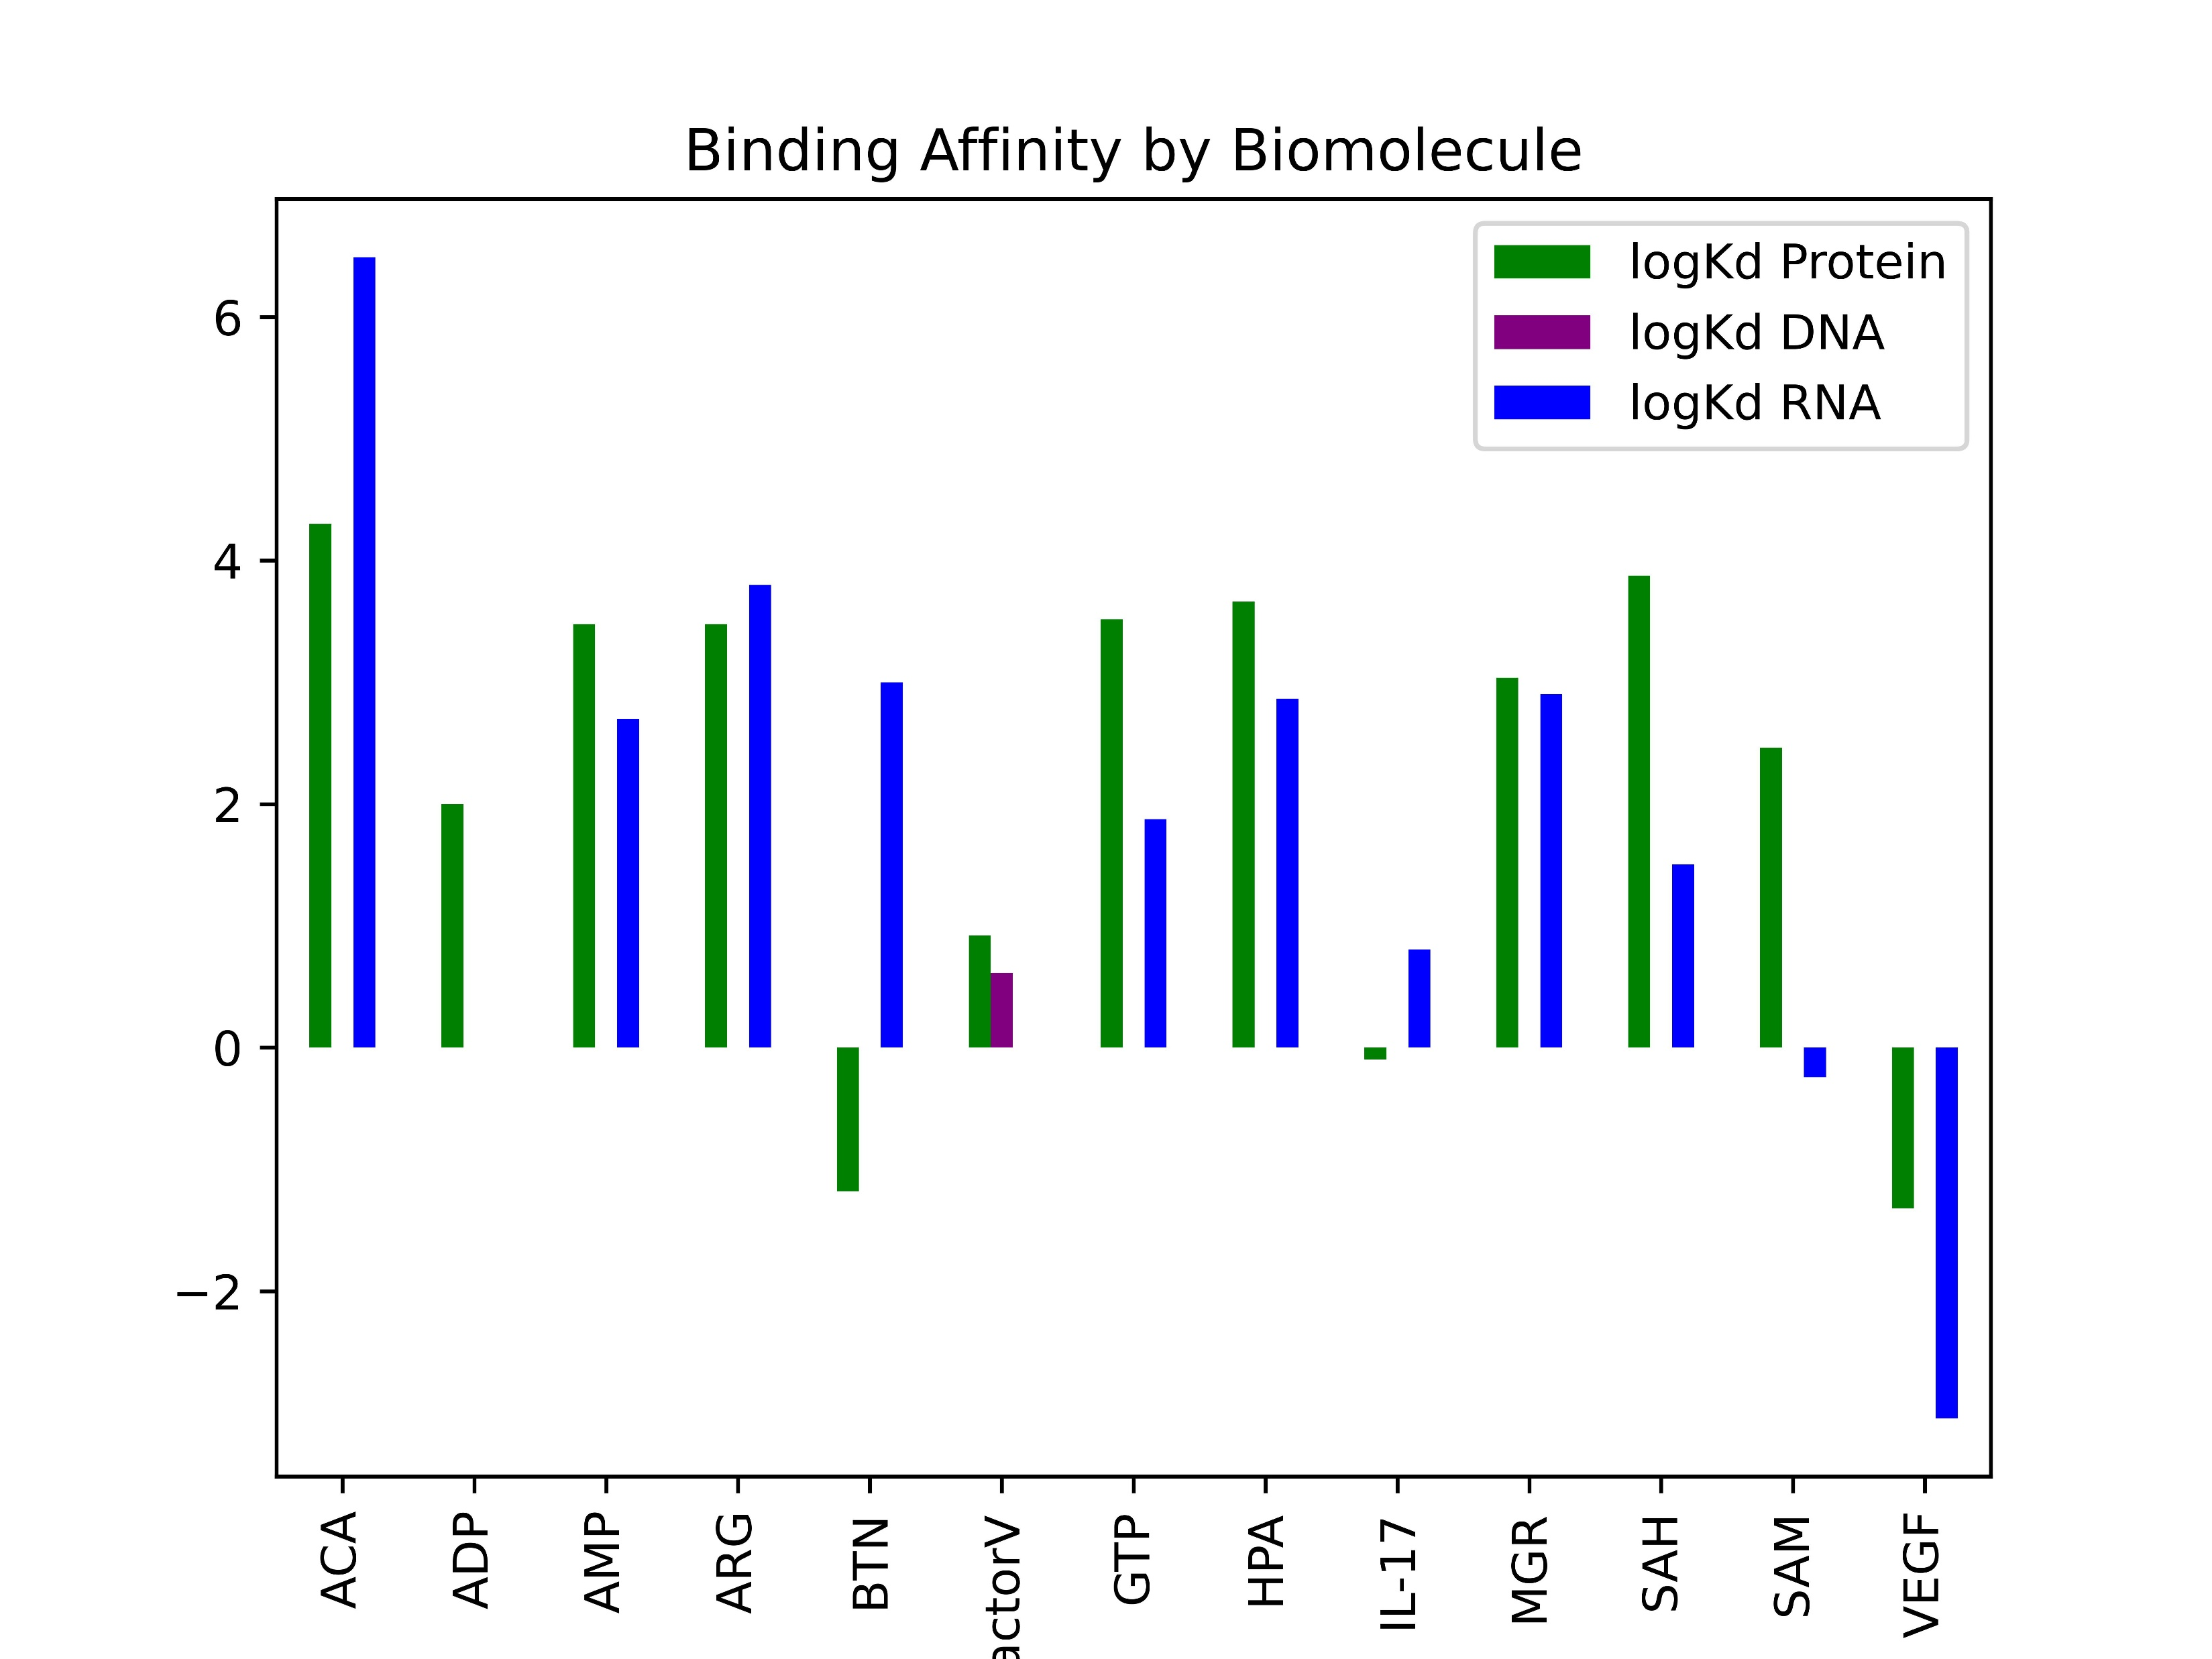 Binding Affinity by Biomolecule
logKd Protein
logKd DNA
logKd RNA
6
4
2
0
−2
ACA
ADP
AMP
ARG
BTN
actorV
GTP
HPA
IL-17
MGR
SAH
SAM
VEGF